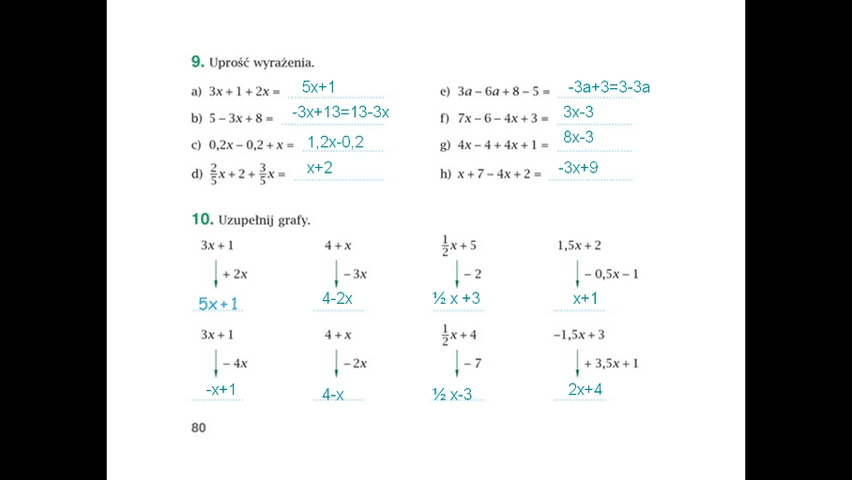 9. Uprość wyrażenia.
a) 3x + 1 + 2x = 5x+1
b) 5 – 3x + 8 = -3x+13=13-3x
c) 0,2x – 0,2 + x = 1,2x-0,2
d) 2/5 x + 2 + 3/5 x = x+2
e) 3a – 6a + 8 – 5 = -3a+3=3-3a
f) 7x – 6 – 4x + 3 = 3x-3
g) 4x – 4 + 4x + 1 = 8x-3
h) x + 7 – 4x + 2 = -3x+9
10. Uzupełnij grafy.
3x + 1 4 + x 1/2 x + 5 1,5x + 2
+ 2x – 3x – 2 – 0,5x – 1
5x+1 4-2x ½ x +3 x+1
3x + 1 4 + x 1/2 x + 4 –1,5x + 3
– 4x – 2x – 7 + 3,5x + 1
-x+1 4-x ½ x-3 2x+4
80